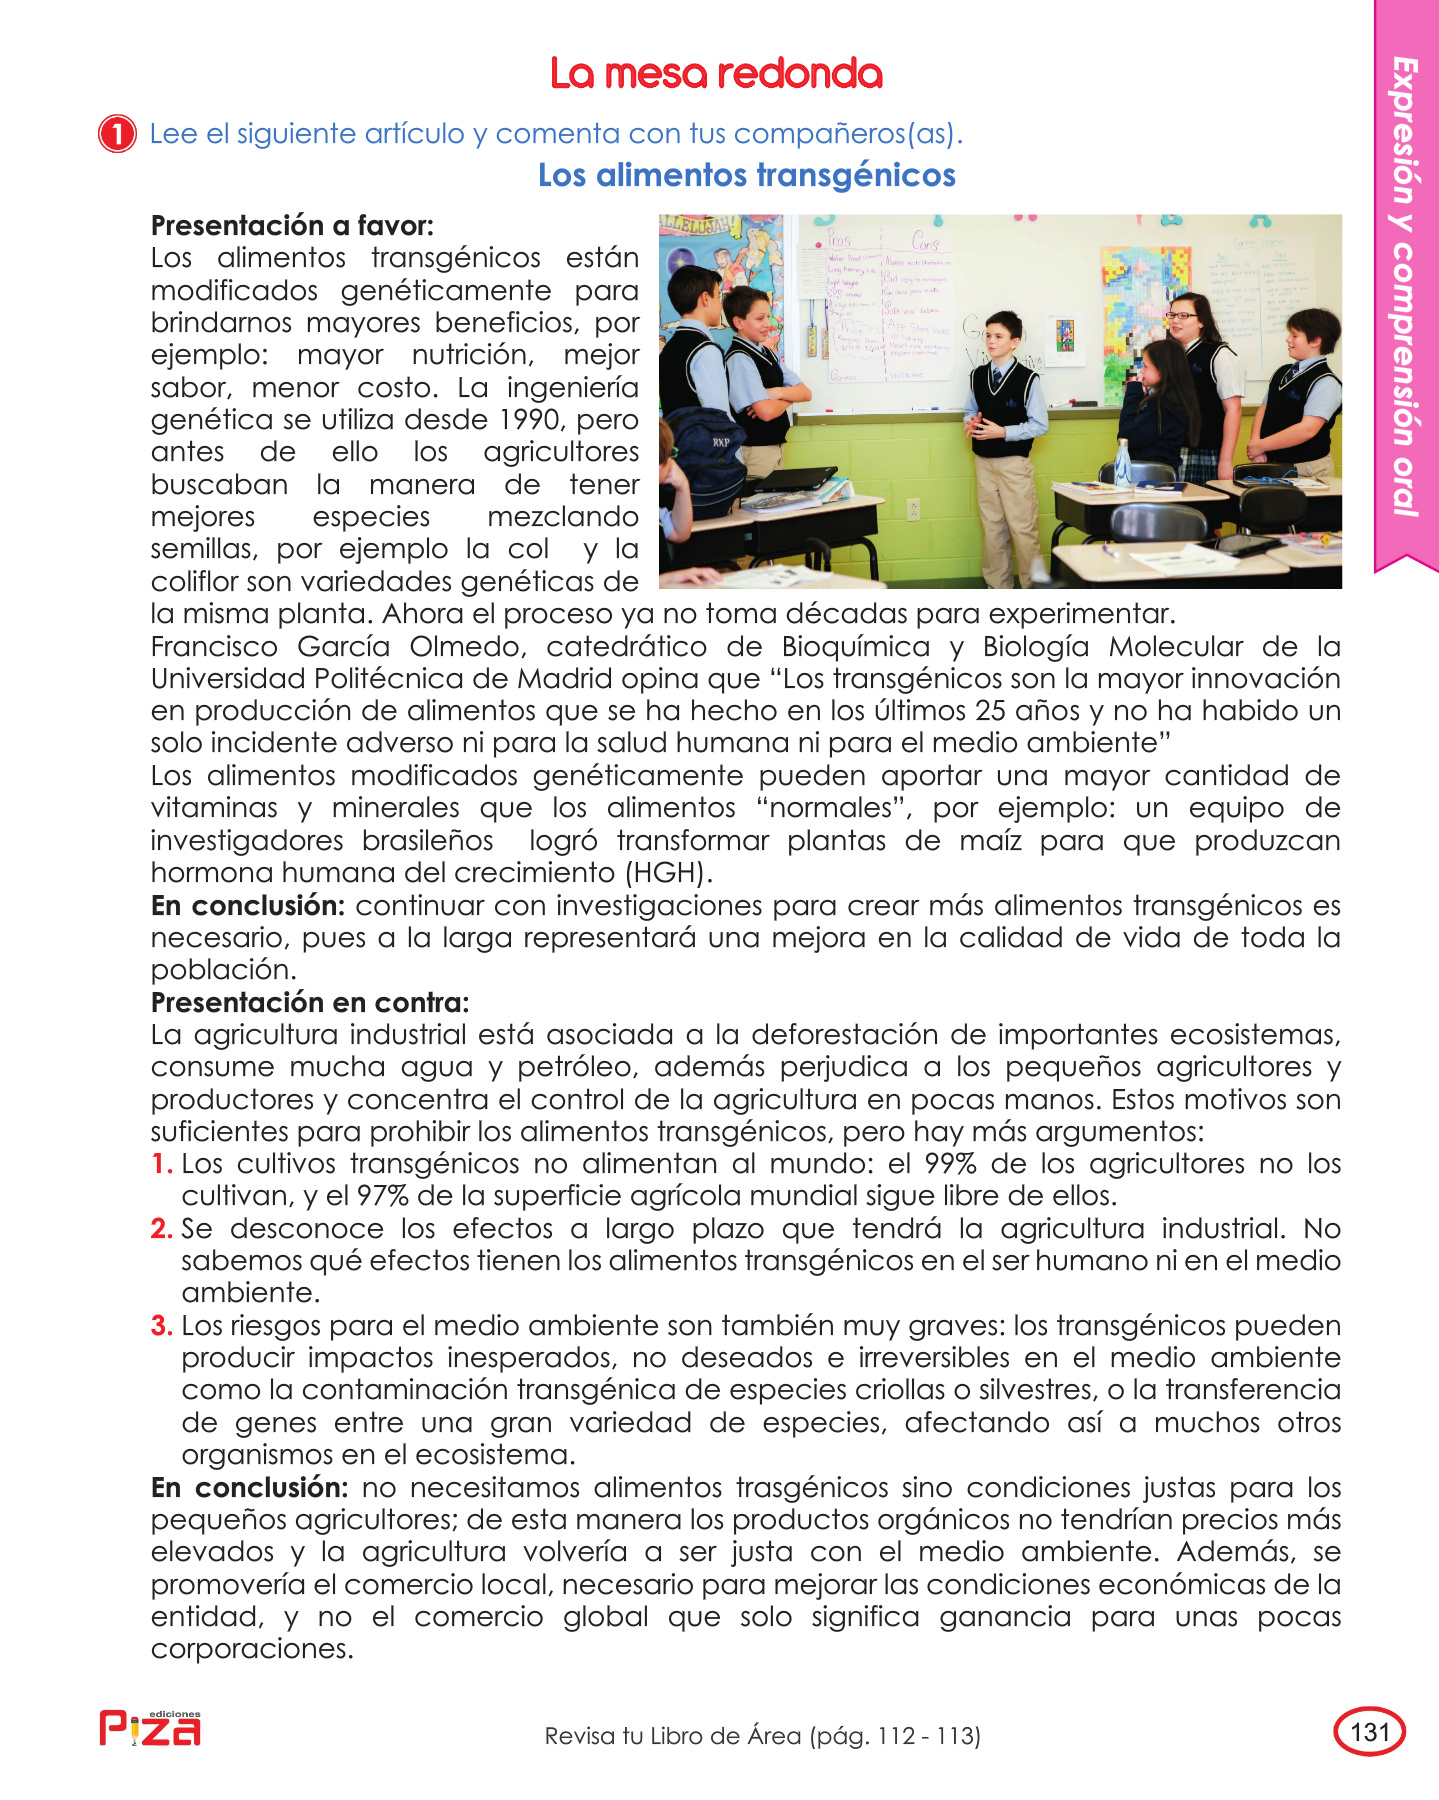 La mesa redonda
1 Lee el siguiente artículo y comenta con tus compañeros(as).
Los alimentos transgénicos
Presentación a favor:
Los alimentos transgénicos están
modificados genéticamente para
brindarnos mayores beneficios, por
ejemplo: mayor nutrición, mejor
sabor, menor costo. La ingeniería
genética se utiliza desde 1990, pero
antes de ello los agricultores
buscaban la manera de tener
mejores especies mezclando
semillas, por ejemplo la col y la
coliflor son variedades genéticas de
la misma planta. Ahora el proceso ya no toma décadas para experimentar.
Francisco García Olmedo, catedrático de Bioquímica y Biología Molecular de la
Universidad Politécnica de Madrid opina que “Los transgénicos son la mayor innovación
en producción de alimentos que se ha hecho en los últimos 25 años y no ha habido un
solo incidente adverso ni para la salud humana ni para el medio ambiente”
Los alimentos modificados genéticamente pueden aportar una mayor cantidad de
vitaminas y minerales que los alimentos “normales”, por ejemplo: un equipo de
investigadores brasileños logró transformar plantas de maíz para que produzcan
hormona humana del crecimiento (HGH).
En conclusión: continuar con investigaciones para crear más alimentos transgénicos es
necesario, pues a la larga representará una mejora en la calidad de vida de toda la
población.
Presentación en contra:
La agricultura industrial está asociada a la deforestación de importantes ecosistemas,
consume mucha agua y petróleo, además perjudica a los pequeños agricultores y
productores y concentra el control de la agricultura en pocas manos. Estos motivos son
suficientes para prohibir los alimentos transgénicos, pero hay más argumentos:
1. Los cultivos transgénicos no alimentan al mundo: el 99% de los agricultores no los
cultivan, y el 97% de la superficie agrícola mundial sigue libre de ellos.
2. Se desconoce los efectos a largo plazo que tendrá la agricultura industrial. No
sabemos qué efectos tienen los alimentos transgénicos en el ser humano ni en el medio
ambiente.
3. Los riesgos para el medio ambiente son también muy graves: los transgénicos pueden
producir impactos inesperados, no deseados e irreversibles en el medio ambiente
como la contaminación transgénica de especies criollas o silvestres, o la transferencia
de genes entre una gran variedad de especies, afectando así a muchos otros
organismos en el ecosistema.
En conclusión: no necesitamos alimentos trasgénicos sino condiciones justas para los
pequeños agricultores; de esta manera los productos orgánicos no tendrían precios más
elevados y la agricultura volvería a ser justa con el medio ambiente. Además, se
promovería el comercio local, necesario para mejorar las condiciones económicas de la
entidad, y no el comercio global que solo significa ganancia para unas pocas
corporaciones.
Expresión y comprensión oral
ALLELUJAH!
Pros
Cons
RKP
ediciones
Piza
Revisa tu Libro de Área (pág. 112 - 113)
131